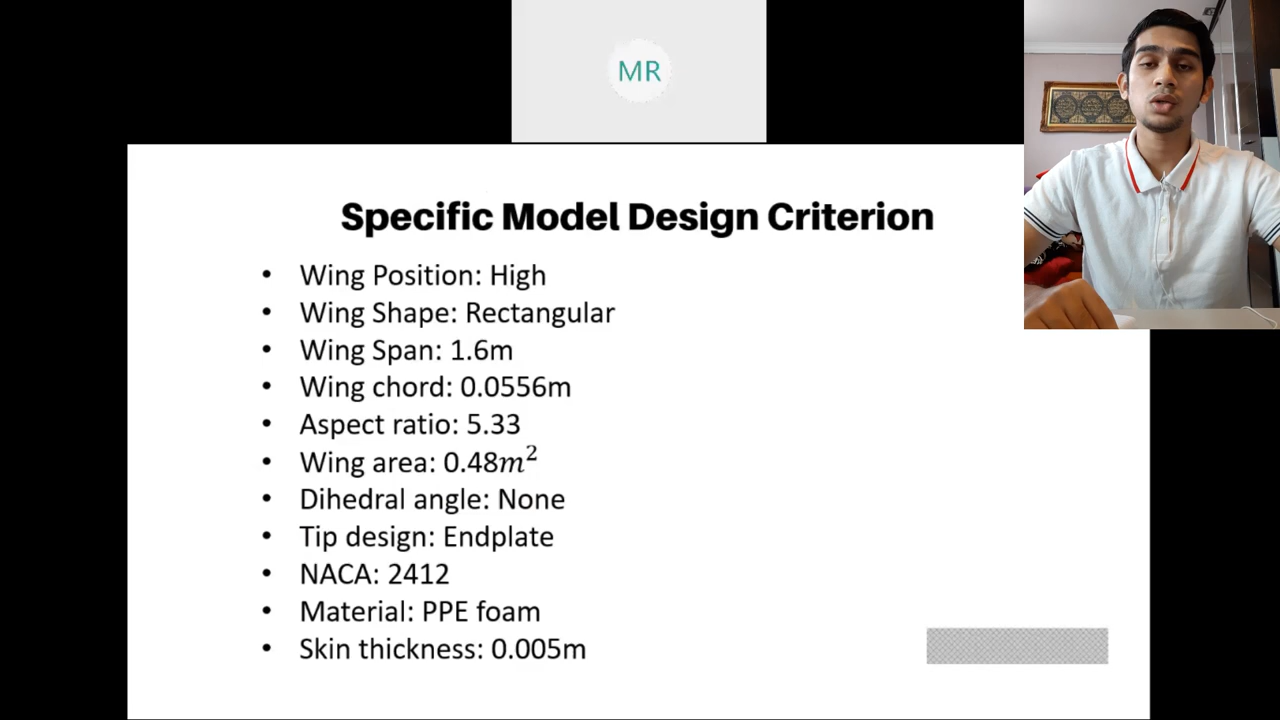 MR
Specific Model Design Criterion
• Wing Position: High
• Wing Shape: Rectangular
• Wing Span: 1.6m
• Wing chord: 0.0556m
• Aspect ratio: 5.33
• Wing area: 0.48m²
• Dihedral angle: None
• Tip design: Endplate
• NACA: 2412
• Material: PPE foam
• Skin thickness: 0.005m